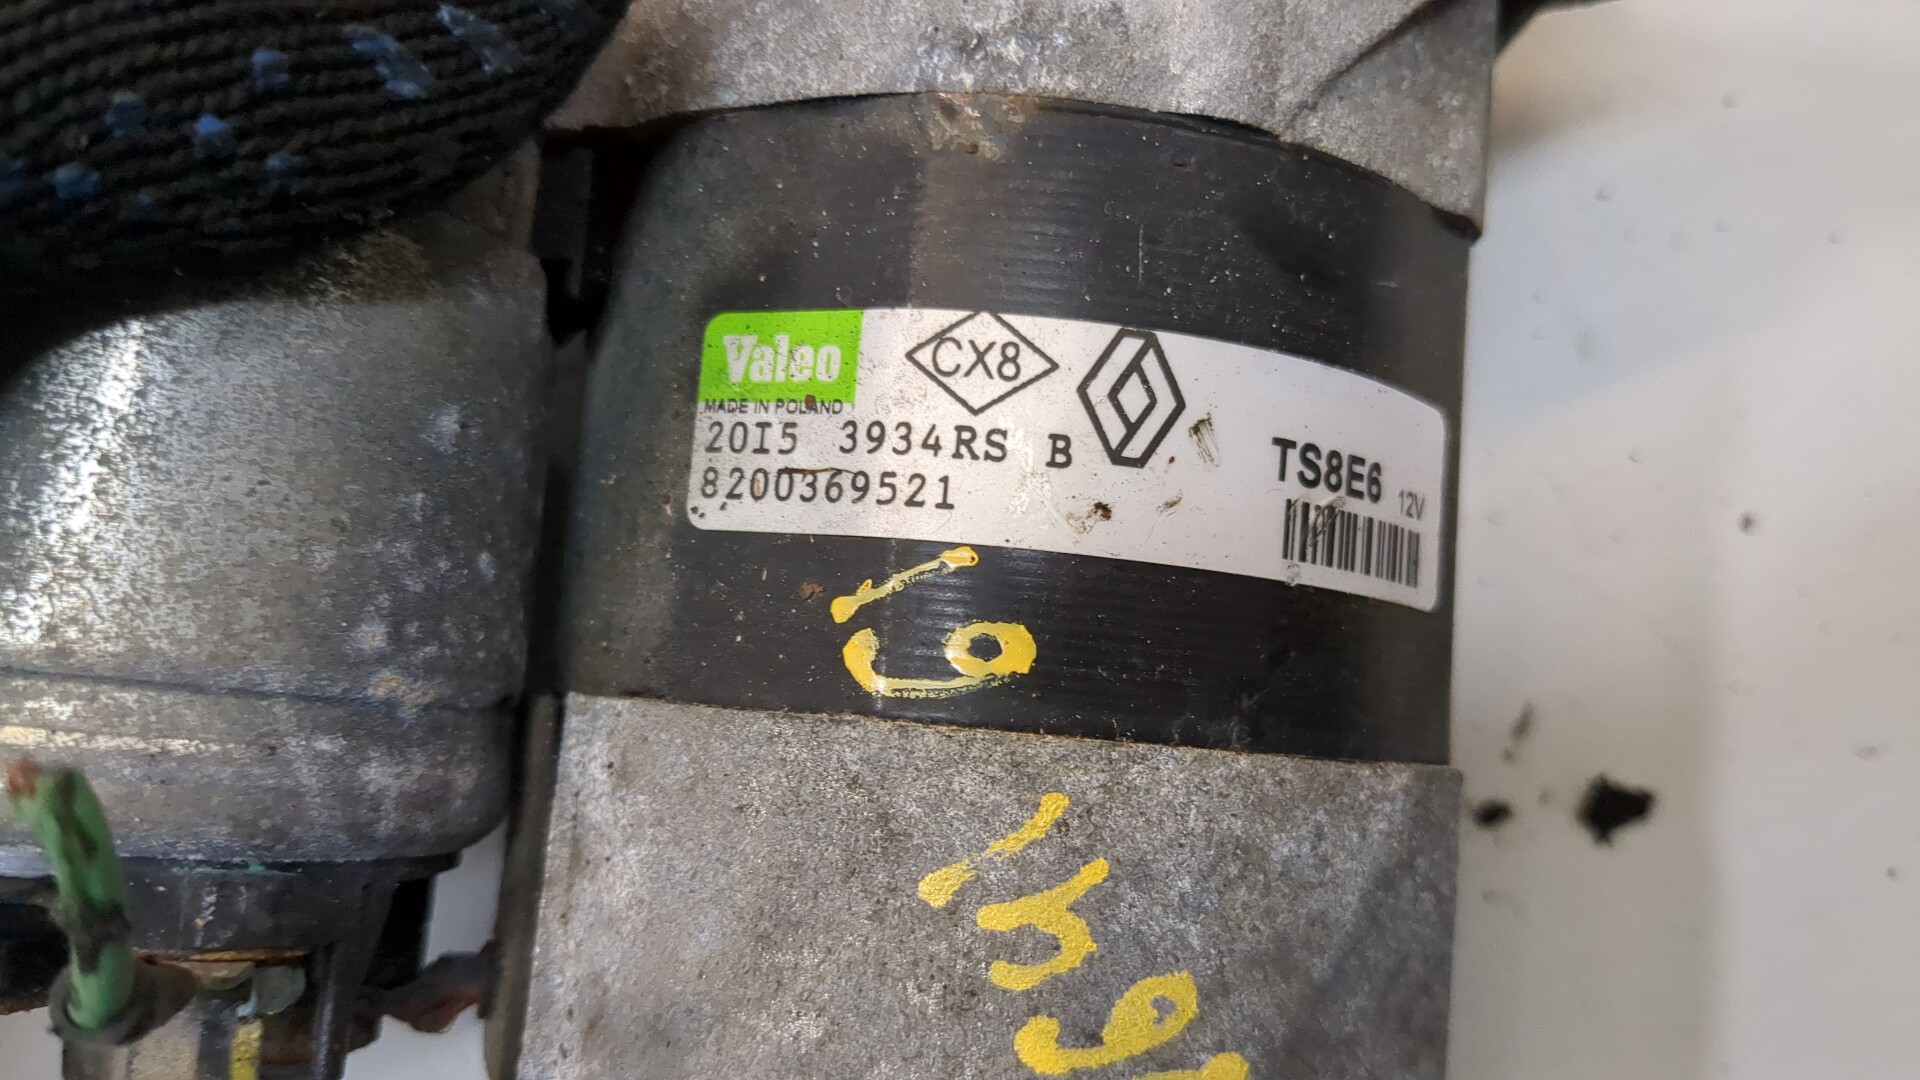 Valeo
CX8
MADE IN POLAND
20I5 3934RS B
8200369521
TS8E6 12V